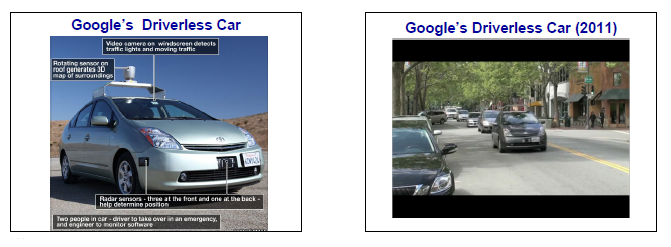 Google's  Driverless Car
Video camera on windscreen detects
traffic lights and moving traffic
Rotating sensor on
roof generates 3D
map of surroundings
Radar sensors - three at the front and one at the back -
help determine position
Two people in car - driver to take over in an emergency,
and engineer to monitor software
Google's Driverless Car (2011)